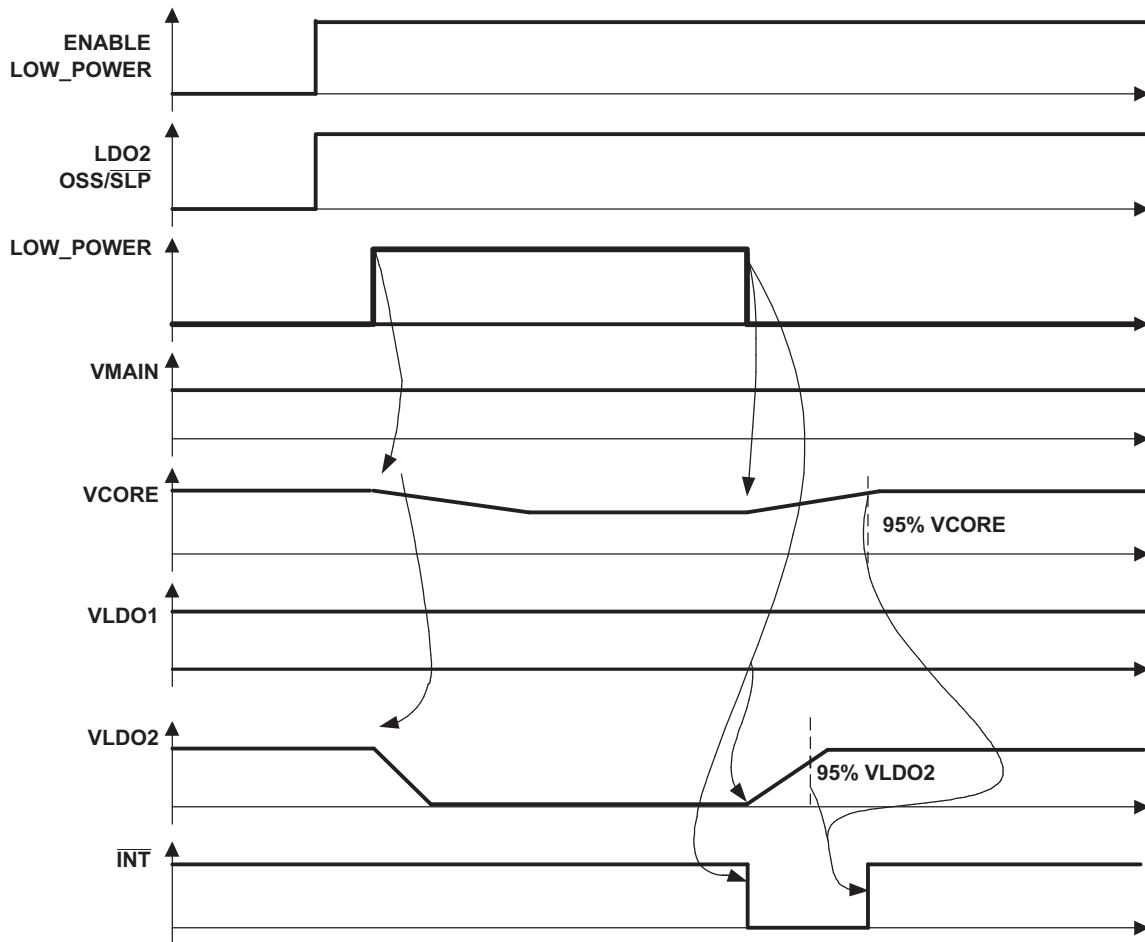 ENABLE
LOW_POWER
LDO2
OSS/SLP
LOW_POWER
VMAIN
VCORE
95% VCORE
VLDO1
VLDO2
95% VLDO2
INT